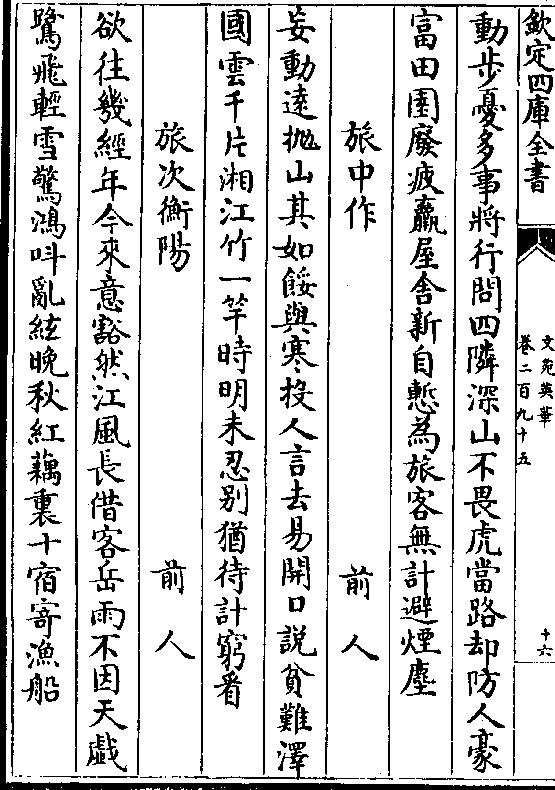 欽定四庫全書
文苑英華
卷二百九十五
十六
動步憂多事將行問四隣深山不畏虎當路却防人豪
富田園廢疲羸屋舍新自慙為旅客無計避煙塵
旅中作 前人
妄動逺抛山其如餒與寒投人言去易開口說貧難澤
國雲千片湘江竹一竿時明未忍别猶待計窮看
旅次衡陽 前人
欲往幾經年今來意豁然江風長借客岳雨不因天戯
鷺飛輕雪驚鴻呌亂絃晚秋紅藕裏十宿寄漁船